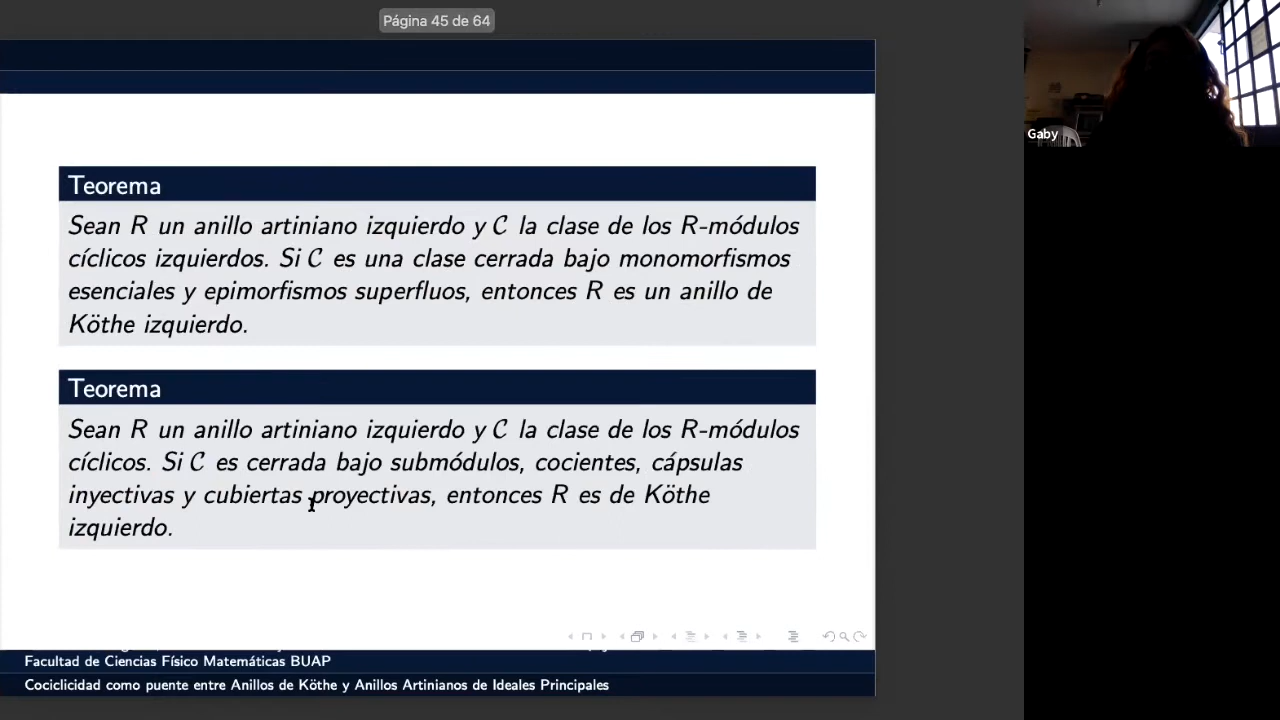 Página 45 de 64
Gaby
Teorema
Sean R un anillo artiniano izquierdo y 𝒞 la clase de los R-módulos
cíclicos izquierdos. Si 𝒞 es una clase cerrada bajo monomorfismos
esenciales y epimorfismos superfluos, entonces R es un anillo de
Köthe izquierdo.
Teorema
Sean R un anillo artiniano izquierdo y 𝒞 la clase de los R-módulos
cíclicos. Si 𝒞 es cerrada bajo submódulos, cocientes, cápsulas
inyectivas y cubiertas proyectivas, entonces R es de Köthe
izquierdo.
Facultad de Ciencias Físico Matemáticas BUAP
Cociclicidad como puente entre Anillos de Köthe y Anillos Artinianos de Ideales Principales